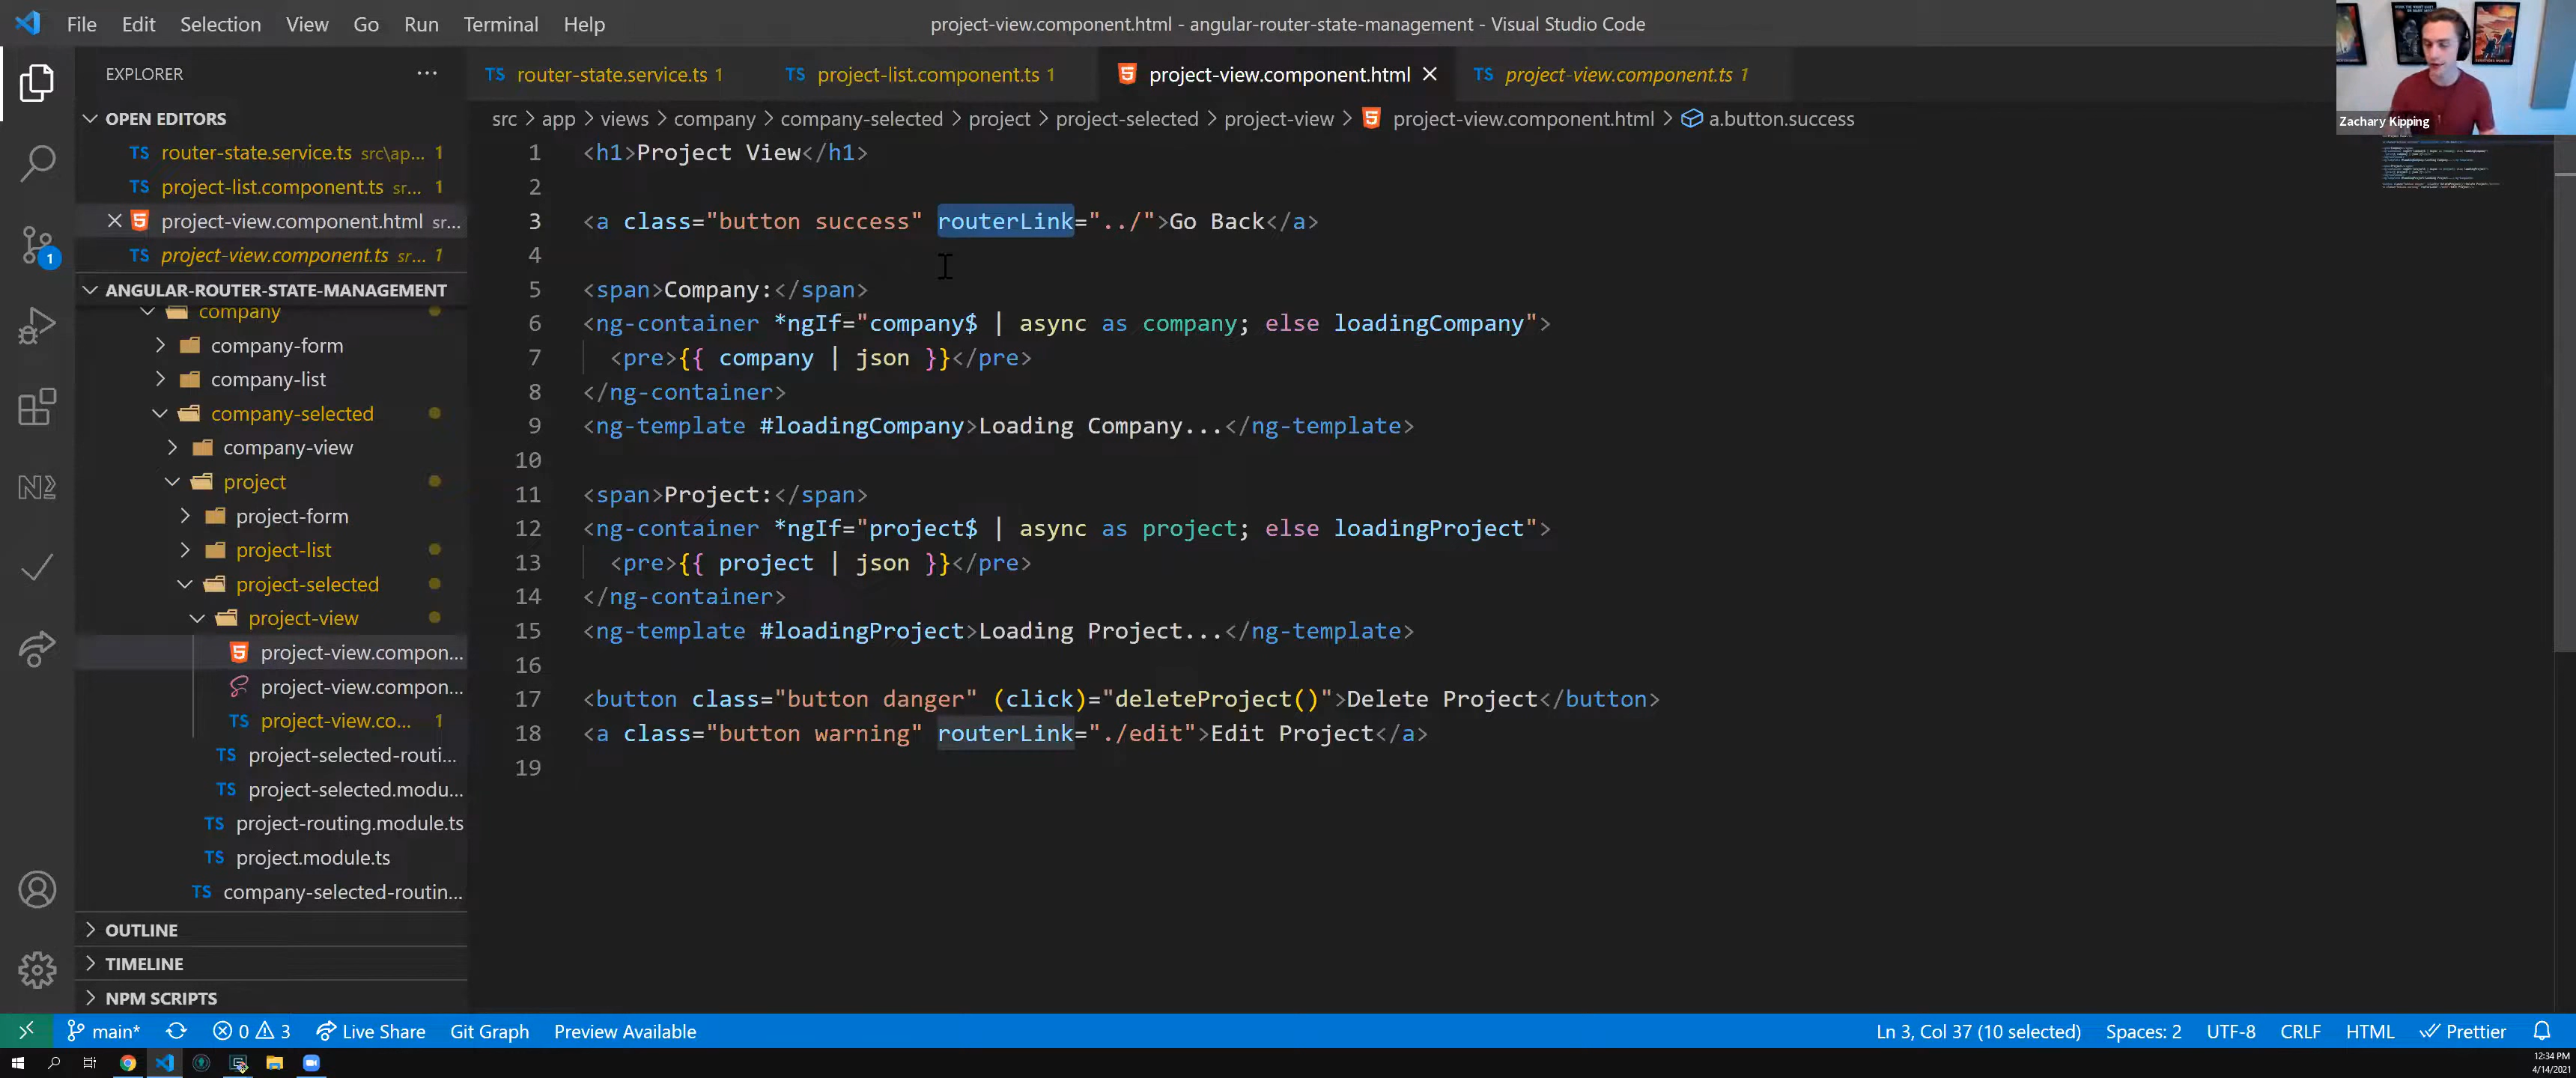 File Edit Selection View Go Run Terminal Help
project-view.component.html - angular-router-state-management - Visual Studio Code
Zachary Kipping
EXPLORER ...
OPEN EDITORS
TS router-state.service.ts src\ap... 1
TS project-list.component.ts sr... 1
project-view.component.html sr...
TS project-view.component.ts sr... 1
ANGULAR-ROUTER-STATE-MANAGEMENT
company
company-form
company-list
company-selected
company-view
project
project-form
project-list
project-selected
project-view
project-view.compon...
project-view.compon...
TS project-view.co... 1
TS project-selected-routi...
TS project-selected.modu...
TS project-routing.module.ts
TS project.module.ts
TS company-selected-routin...
OUTLINE
TIMELINE
NPM SCRIPTS
TS router-state.service.ts 1 TS project-list.component.ts 1 project-view.component.html TS project-view.component.ts 1
src > app > views > company > company-selected > project > project-selected > project-view > project-view.component.html > a.button.success
1 <h1>Project View</h1>
2
3 <a class="button success" routerLink="../">Go Back</a>
4
5 <span>Company:</span>
6 <ng-container *ngIf="company$ | async as company; else loadingCompany">
7 <pre>{{ company | json }}</pre>
8 </ng-container>
9 <ng-template #loadingCompany>Loading Company...</ng-template>
10
11 <span>Project:</span>
12 <ng-container *ngIf="project$ | async as project; else loadingProject">
13 <pre>{{ project | json }}</pre>
14 </ng-container>
15 <ng-template #loadingProject>Loading Project...</ng-template>
16
17 <button class="button danger" (click)="deleteProject()">Delete Project</button>
18 <a class="button warning" routerLink="./edit">Edit Project</a>
19
1
main* 0 3 Live Share Git Graph Preview Available Ln 3, Col 37 (10 selected) Spaces: 2 UTF-8 CRLF HTML Prettier
12:34 PM
4/14/2021